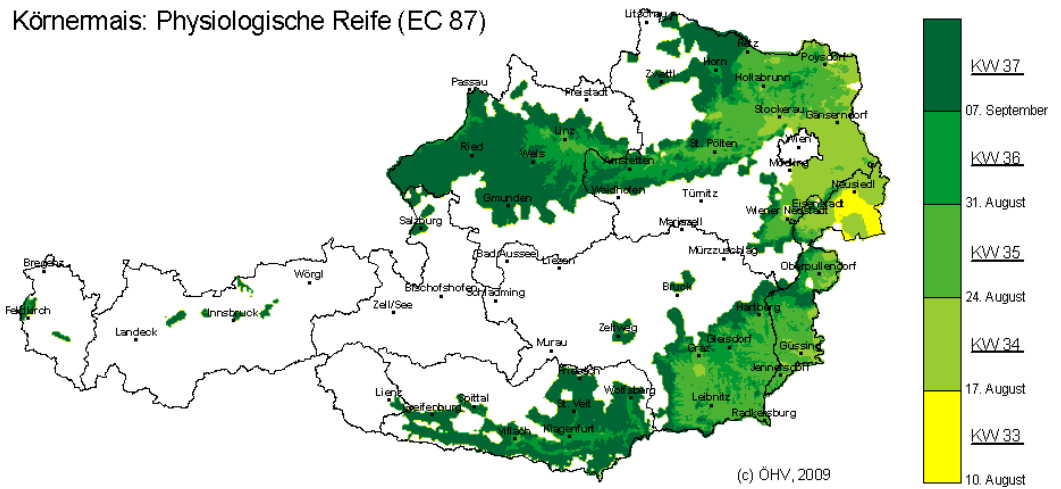 Körnermais: Physiologische Reife (EC 87)
Litschau
Retz
Poysdorf
Horn
Zwettl
Hollabrunn
Passau
Freistadt
Stockerau
Gänserndorf
Linz
Wien
Ried
Wels
St. Pölten
Amstetten
Mödling
Waidhofen
Türnitz
Neusiedl
Gmunden
Eisenstadt
Wiener Neustadt
Salzburg
Mariazell
Bad Aussee
Liezen
Mürzzuschlag
Bregenz
Wörgl
Oberpullendorf
Bischofshofen
Schladming
Bruck
Zell/See
Feldkirch
Innsbruck
Hartberg
Landeck
Zeltweg
Murau
Graz
Gleisdorf
Güssing
Friesach
Jennersdorf
Lienz
Spittal
Wolfsberg
Greifenburg
St. Veit
Leibnitz
Radkersburg
Villach
Klagenfurt
(c) ÖHV, 2009
KW 37
07. September
KW 36
31. August
KW 35
24. August
KW 34
17. August
KW 33
10. August